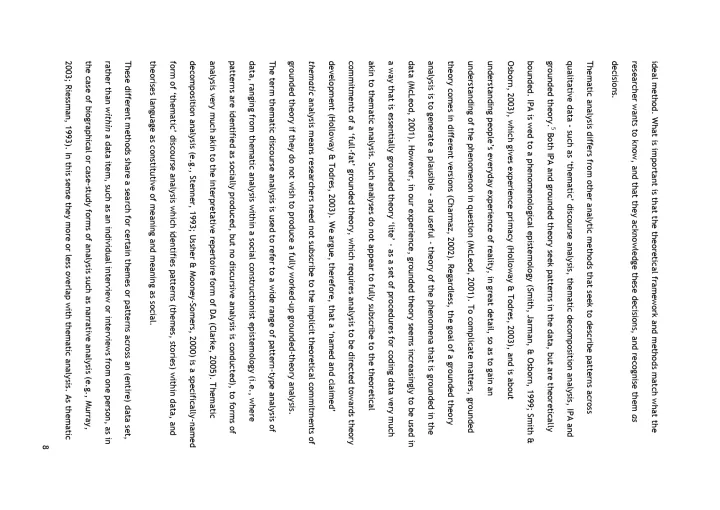 ideal method. What is important is that the theoretical framework and methods match what the
researcher wants to know, and that they acknowledge these decisions, and recognise them as
decisions.
Thematic analysis differs from other analytic methods that seek to describe patterns across
qualitative data - such as 'thematic' discourse analysis, thematic decomposition analysis, IPA and
grounded theory.5 Both IPA and grounded theory seek patterns in the data, but are theoretically
bounded. IPA is wed to a phenomenological epistemology (Smith, Jarman, & Osborn, 1999; Smith &
Osborn, 2003), which gives experience primacy (Holloway & Todres, 2003), and is about
understanding people's everyday experience of reality, in great detail, so as to gain an
understanding of the phenomenon in question (McLeod, 2001). To complicate matters, grounded
theory comes in different versions (Charmaz, 2002). Regardless, the goal of a grounded theory
analysis is to generate a plausible - and useful - theory of the phenomena that is grounded in the
data (McLeod, 2001). However, in our experience, grounded theory seems increasingly to be used in
a way that is essentially grounded theory 'lite' - as a set of procedures for coding data very much
akin to thematic analysis. Such analyses do not appear to fully subscribe to the theoretical
commitments of a 'full-fat' grounded theory, which requires analysis to be directed towards theory
development (Holloway & Todres, 2003). We argue, therefore, that a 'named and claimed'
thematic analysis means researchers need not subscribe to the implicit theoretical commitments of
grounded theory if they do not wish to produce a fully worked-up grounded-theory analysis.
The term thematic discourse analysis is used to refer to a wide range of pattern-type analysis of
data, ranging from thematic analysis within a social constructionist epistemology (i.e., where
patterns are identified as socially produced, but no discursive analysis is conducted), to forms of
analysis very much akin to the interpretative repertoire form of DA (Clarke, 2005). Thematic
decomposition analysis (e.g., Stenner, 1993; Ussher & Mooney-Somers, 2000) is a specifically-named
form of 'thematic' discourse analysis which identifies patterns (themes, stories) within data, and
theorises language as constitutive of meaning and meaning as social.
These different methods share a search for certain themes or patterns across an (entire) data set,
rather than within a data item, such as an individual interview or interviews from one person, as in
the case of biographical or case-study forms of analysis such as narrative analysis (e.g., Murray,
2003; Riessman, 1993). In this sense they more or less overlap with thematic analysis. As thematic
8